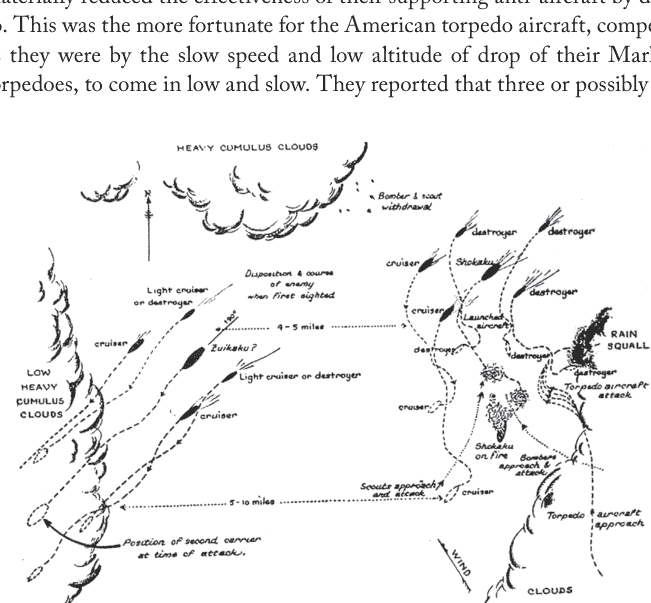 materially reduced the effectiveness of their supporting anti-aircraft by d
. This was the more fortunate for the American torpedo aircraft, compe
they were by the slow speed and low altitude of drop of their Mar
rpedoes, to come in low and slow. They reported that three or possibly
HEAVY CUMULUS CLOUDS
N
Bomber & scout
withdrawal
destroyer
destroyer
cruiser
Shokaku
Disposition & course
of enemy
when first sighted
Light cruiser
or destroyer
destroyer
190°
cruiser
Launched
aircraft
4-5 miles
RAIN
SQUALL
cruiser
Zuikaku?
destroyer
destroyer
LOW
HEAVY
CUMULUS
CLOUDS
Light cruiser or destroyer
destroyer
Torpedo aircraft
attack
cruiser
cruiser
Shokaku
on fire
Bombers
approach &
attack
Scouts approach
and attack
cruiser
5-10 miles
Torpedo aircraft
approach
Position of second carrier
at time of attack.
WIND
CLOUDS